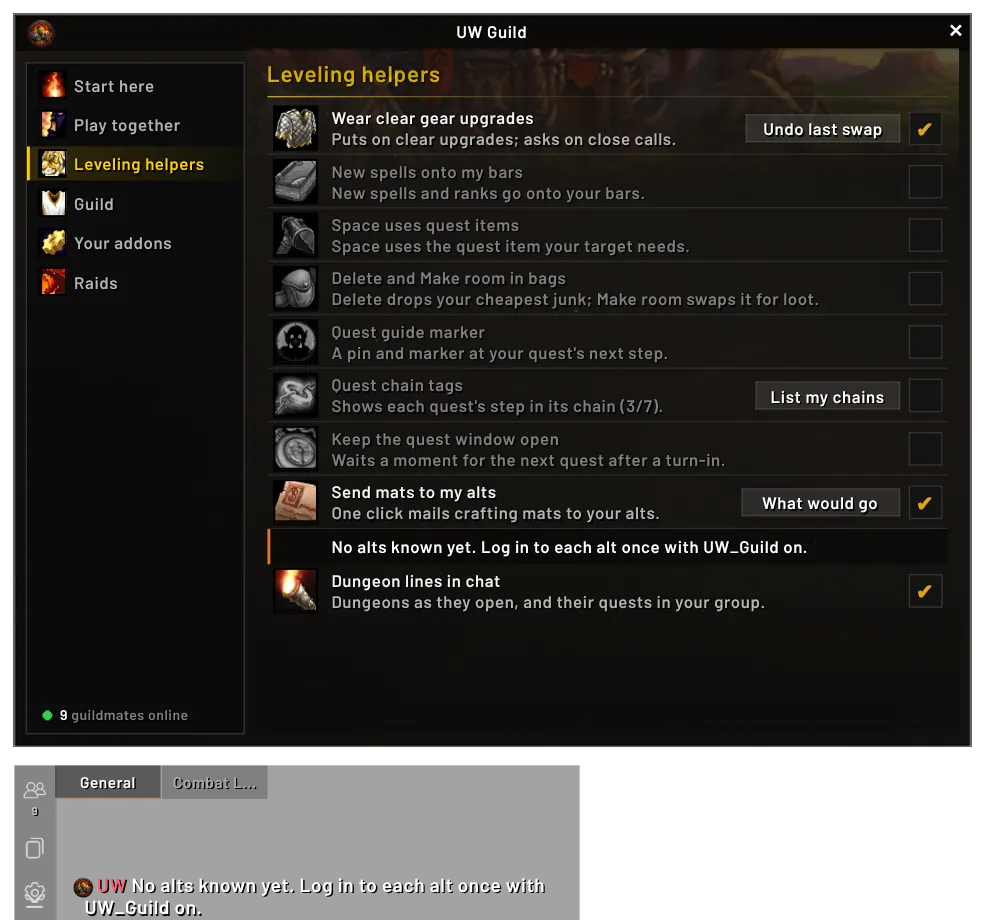 UW Guild
Start here
Play together
Leveling helpers
Guild
Your addons
Raids
9 guildmates online
Leveling helpers
Wear clear gear upgrades
Puts on clear upgrades; asks on close calls.
Undo last swap
New spells onto my bars
New spells and ranks go onto your bars.
Space uses quest items
Space uses the quest item your target needs.
Delete and Make room in bags
Delete drops your cheapest junk; Make room swaps it for loot.
Quest guide marker
A pin and marker at your quest's next step.
Quest chain tags
Shows each quest's step in its chain (3/7).
List my chains
Keep the quest window open
Waits a moment for the next quest after a turn-in.
Send mats to my alts
One click mails crafting mats to your alts.
What would go
No alts known yet. Log in to each alt once with UW_Guild on.
Dungeon lines in chat
Dungeons as they open, and their quests in your group.
General
Combat L...
9
UW No alts known yet. Log in to each alt once with
UW_Guild on.